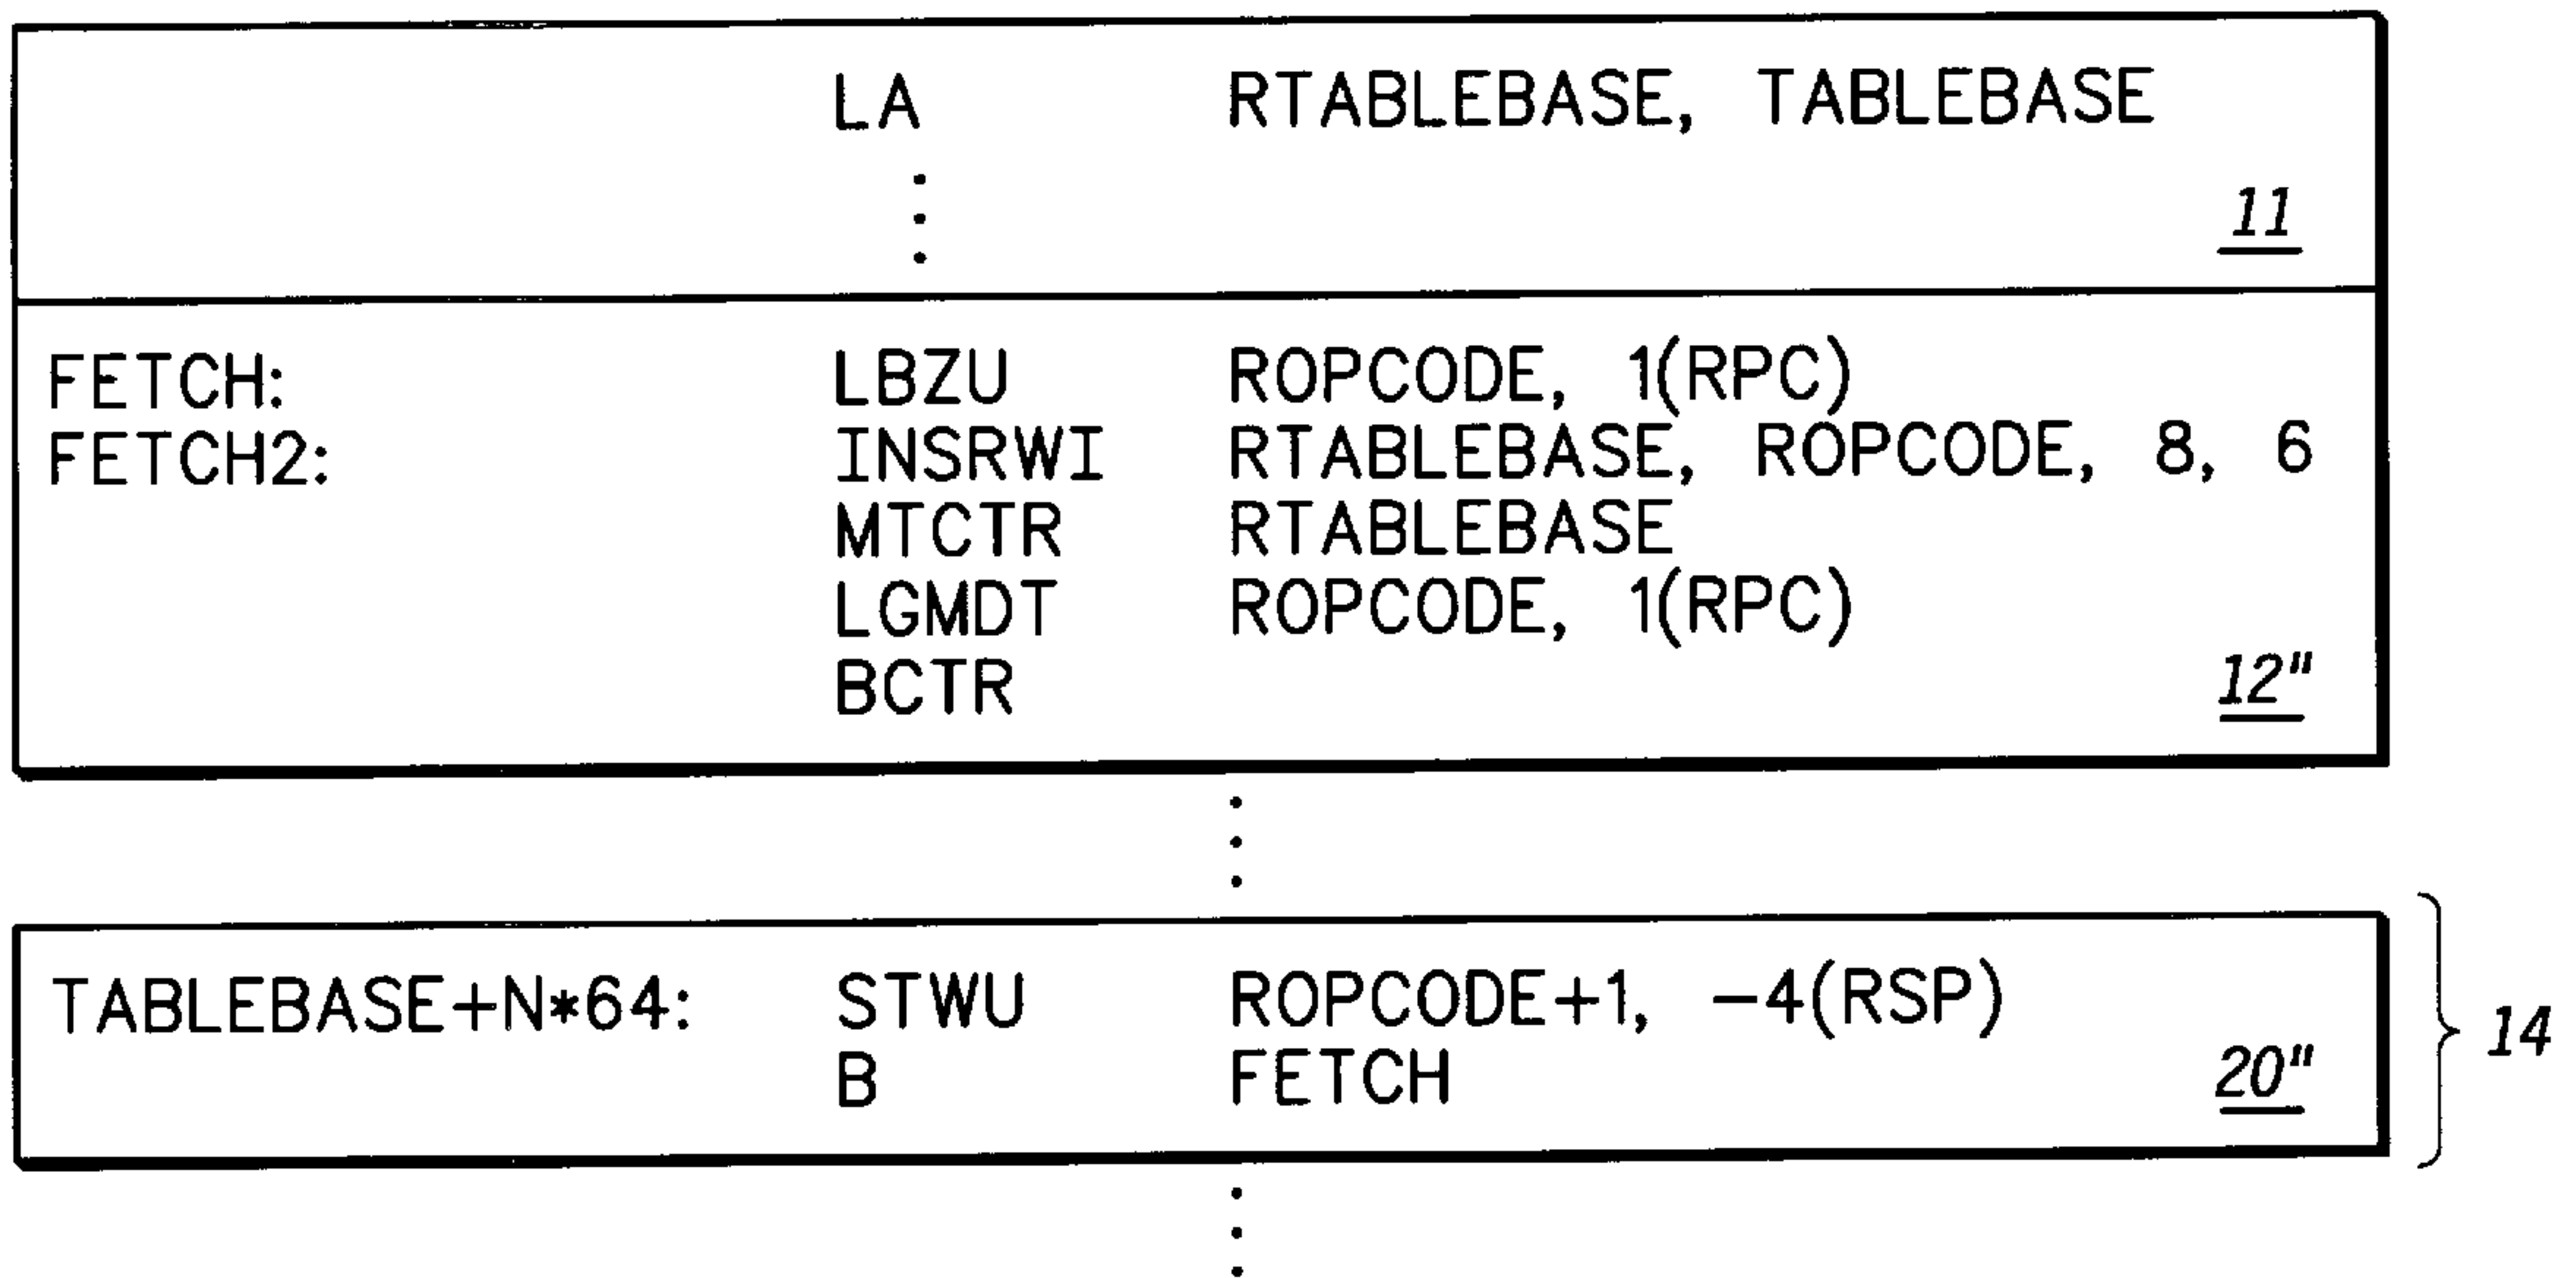 LA RTABLEBASE, TABLEBASE
11
FETCH: LBZU ROPCODE, 1(RPC)
FETCH2: INSRWI RTABLEBASE, ROPCODE, 8, 6
MTCTR RTABLEBASE
LGMDT ROPCODE, 1(RPC)
BCTR
12"
TABLEBASE+N*64: STWU ROPCODE+1, -4(RSP)
14
B FETCH
20"